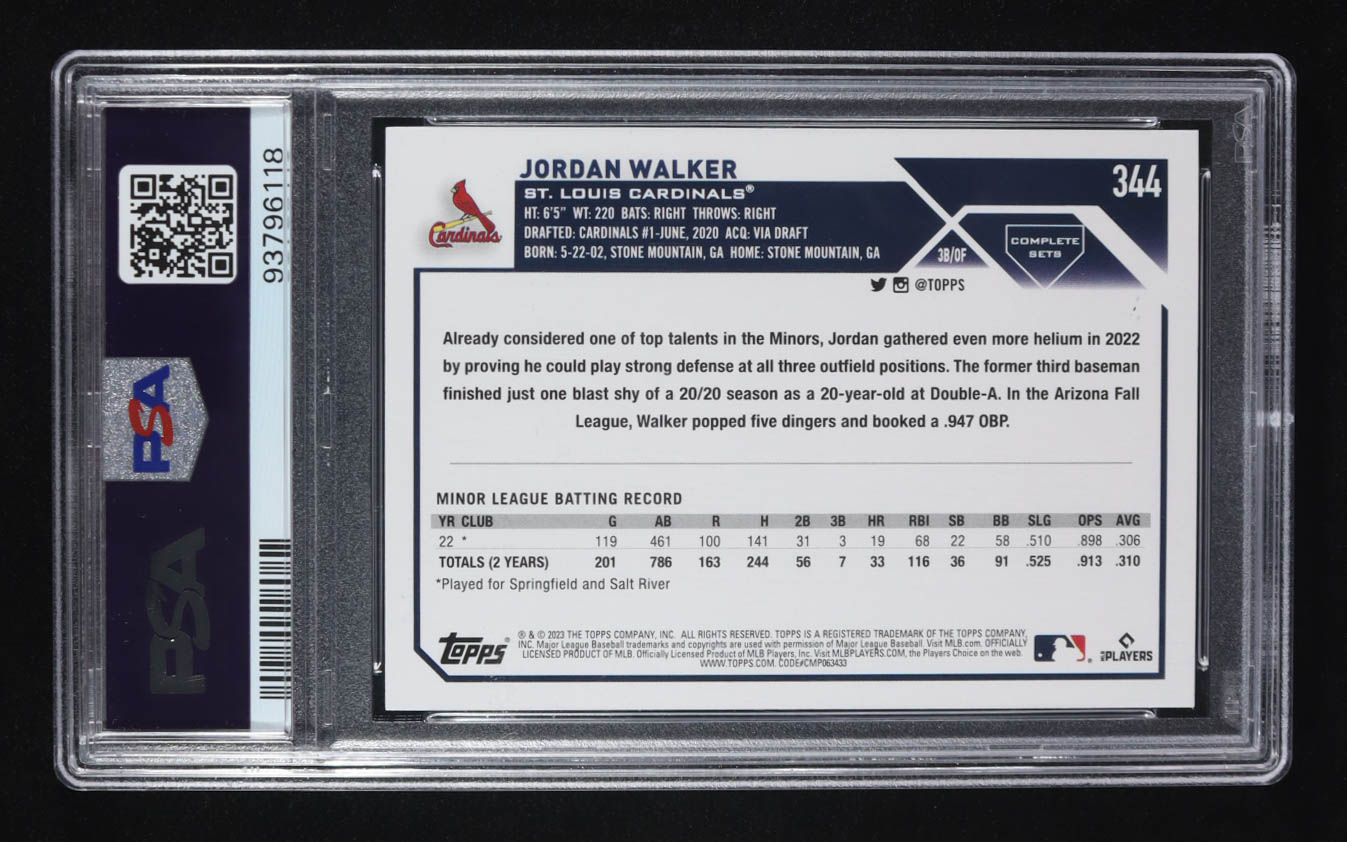 93796118
PSA
PSA
PSA
JORDAN WALKER
344
Cardinals
ST. LOUIS CARDINALS®
HT: 6'5" WT: 220 BATS: RIGHT THROWS: RIGHT
DRAFTED: CARDINALS #1-JUNE, 2020 ACQ: VIA DRAFT
BORN: 5-22-02, STONE MOUNTAIN, GA HOME: STONE MOUNTAIN, GA
3B/OF
COMPLETE
SETS
@TOPPS
Already considered one of top talents in the Minors, Jordan gathered even more helium in 2022
by proving he could play strong defense at all three outfield positions. The former third baseman
finished just one blast shy of a 20/20 season as a 20-year-old at Double-A. In the Arizona Fall
League, Walker popped five dingers and booked a .947 OBP.
MINOR LEAGUE BATTING RECORD
YR CLUB G AB R H 2B 3B HR RBI SB BB SLG OPS AVG
22 * 119 461 100 141 31 3 19 68 22 58 .510 .898 .306
TOTALS (2 YEARS) 201 786 163 244 56 7 33 116 36 91 .525 .913 .310
*Played for Springfield and Salt River
Topps®
® & © 2023 THE TOPPS COMPANY, INC. ALL RIGHTS RESERVED. TOPPS IS A REGISTERED TRADEMARK OF THE TOPPS COMPANY,
INC. Major League Baseball trademarks and copyrights are used with permission of Major League Baseball. Visit MLB.com. OFFICIALLY
LICENSED PRODUCT OF MLB. Officially Licensed Product of MLB Players, Inc. Visit MLBPLAYERS.COM, the Players Choice on the web.
WWW.TOPPS.COM. CODE#CMP063433
MLB PLAYERS